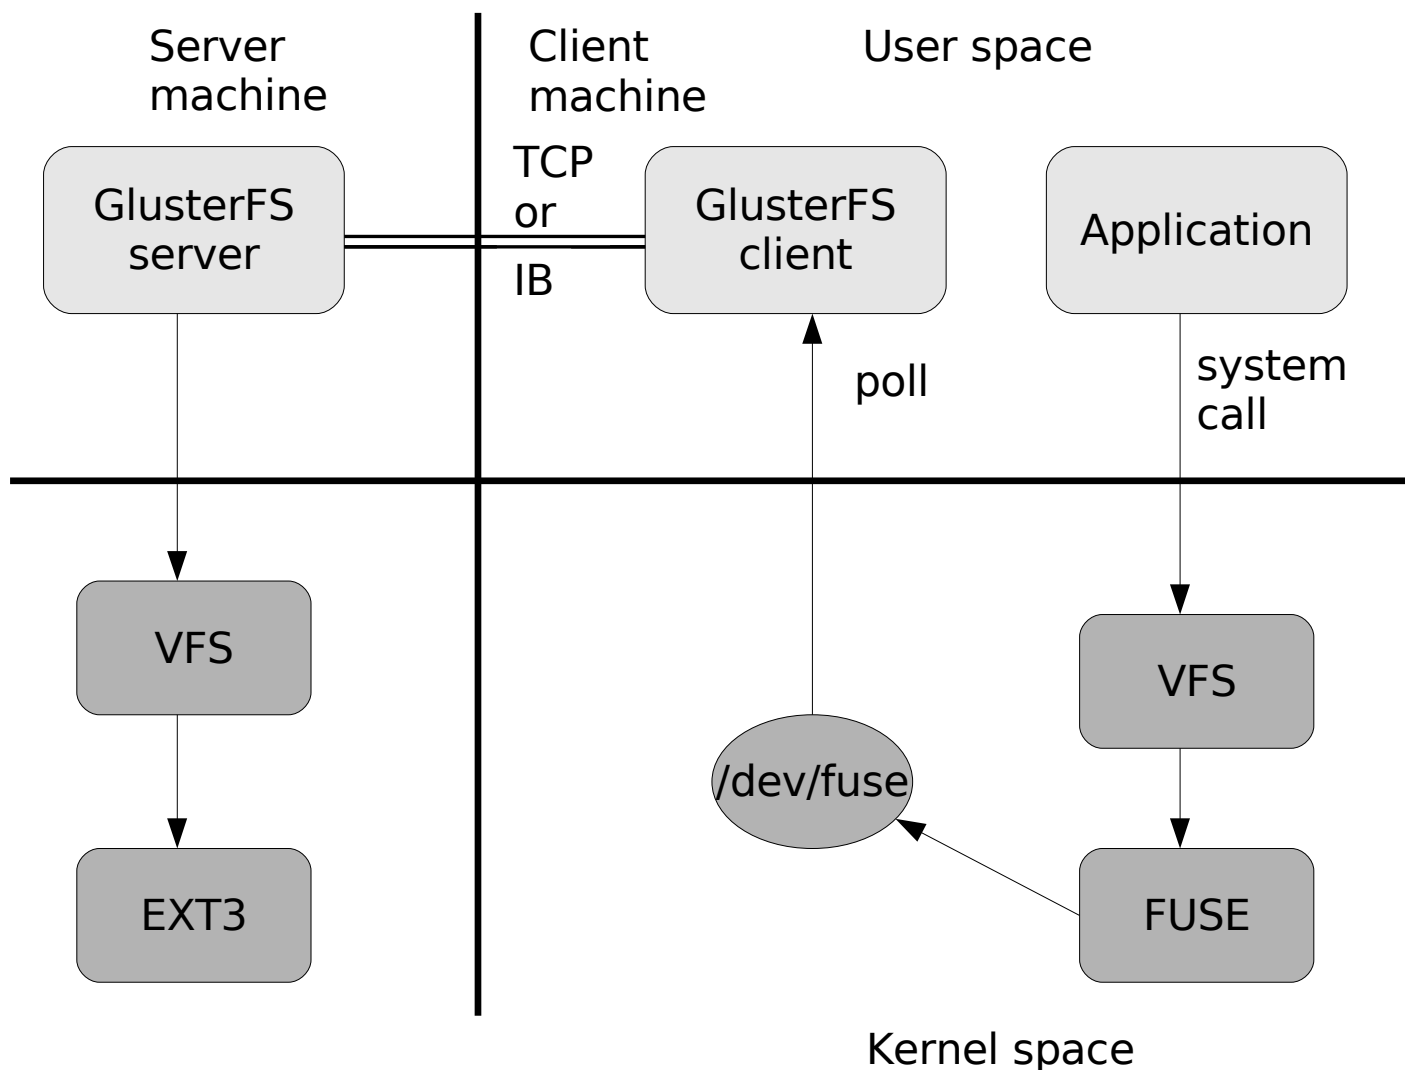 Server
machine
Client
machine
User space
GlusterFS
server
TCP
or
IB
GlusterFS
client
Application
poll
system
call
VFS
VFS
/dev/fuse
EXT3
FUSE
Kernel space